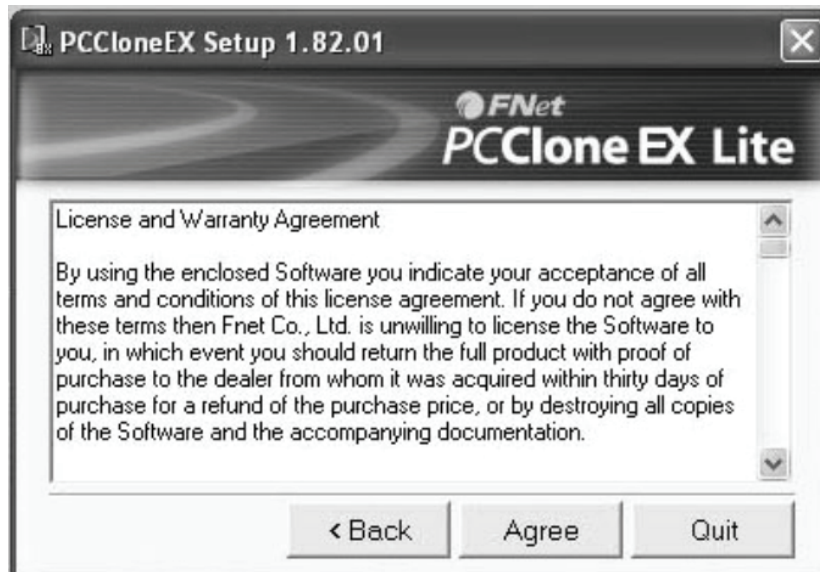 PCCloneEX Setup 1.82.01
FNet
PCClone EX Lite
License and Warranty Agreement
By using the enclosed Software you indicate your acceptance of all
terms and conditions of this license agreement. If you do not agree with
these terms then Fnet Co., Ltd. is unwilling to license the Software to
you, in which event you should return the full product with proof of
purchase to the dealer from whom it was acquired within thirty days of
purchase for a refund of the purchase price, or by destroying all copies
of the Software and the accompanying documentation.
< Back Agree Quit